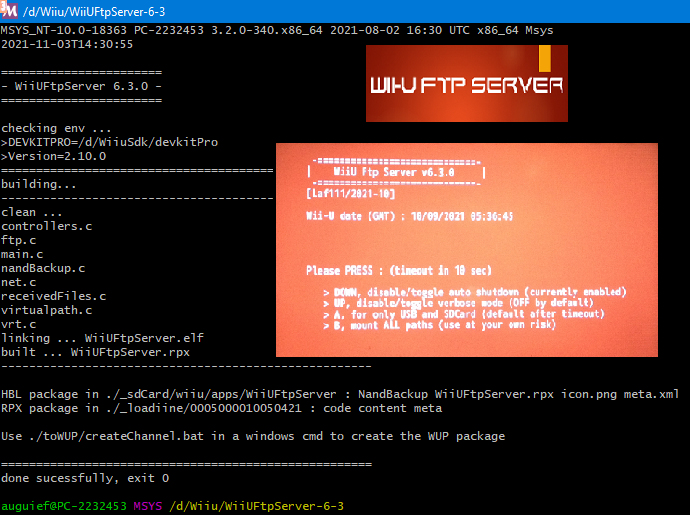 /d/Wiiu/WiiUFtpServer-6-3
MSYS_NT-10.0-18363 PC-2232453 3.2.0-340.x86_64 2021-08-02 16:30 UTC x86_64 Msys
2021-11-03T14:30:55
=======================
- WiiUFtpServer 6.3.0 -
=======================
checking env ...
>DEVKITPRO=/d/WiiuSdk/devkitPro
>Version=2.10.0
=====================================================
building...
-----------------------------------------------------
clean ...
controllers.c
ftp.c
main.c
nandBackup.c
net.c
receivedFiles.c
virtualpath.c
vrt.c
linking ... WiiUFtpServer.elf
built ... WiiUFtpServer.rpx
-----------------------------------------------------
HBL package in ./_sdCard/wiiu/apps/WiiUFtpServer : NandBackup WiiUFtpServer.rpx icon.png meta.xml
RPX package in ./_loadiine/0005000010050421 : code content meta
Use ./toWUP/createChannel.bat in a windows cmd to create the WUP package
=====================================================
done sucessfully, exit 0
auguief@PC-2232453 MSYS /d/Wiiu/WiiUFtpServer-6-3
WII-U FTP SERVER
-=============================-
| WiiU Ftp Server v6.3.0 |
-=============================-
[Laf111/2021-10]
Wii-U date (GMT) : 10/09/2021 05:36:43
Please PRESS : (timeout in 10 sec)
> DOWN, disable/toggle auto shutdown (currently enabled)
> UP, disable/toggle verbose mode (OFF by default)
> A, for only USB and SDCard (default after timeout)
> B, mount ALL paths (use at your own risk)